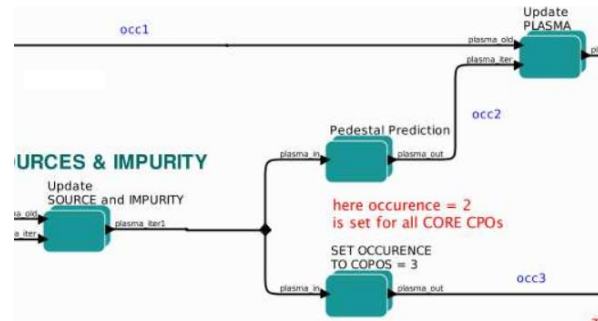 Update
PLASMA
occ1
plasma_old
plasma_iter
occ2
Pedestal Prediction
plasma_in
plasma_out
URCES & IMPURITY
Update
SOURCE and IMPURITY
plasma_iter1
here occurence = 2
is set for all CORE CPOs
SET OCCURENCE
TO COPOS = 3
plasma_in
plasma_out
occ3